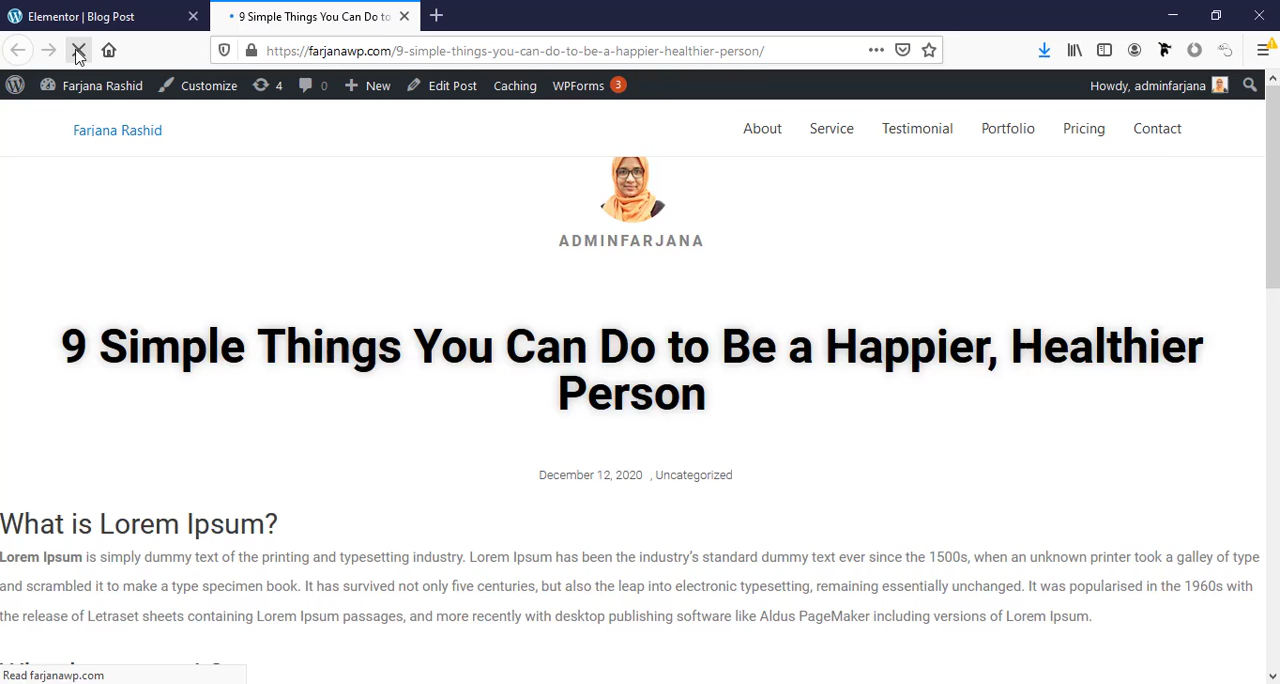 Elementor | Blog Post
9 Simple Things You Can Do to
https://farjanawp.com/9-simple-things-you-can-do-to-be-a-happier-healthier-person/
Farjana Rashid
Customize
4
0
New
Edit Post
Caching
WPForms 3
Howdy, adminfarjana
Farjana Rashid
About
Service
Testimonial
Portfolio
Pricing
Contact
ADMINFARJANA
9 Simple Things You Can Do to Be a Happier, Healthier
Person
December 12, 2020 , Uncategorized
What is Lorem Ipsum?
Lorem Ipsum is simply dummy text of the printing and typesetting industry. Lorem Ipsum has been the industry’s standard dummy text ever since the 1500s, when an unknown printer took a galley of type
and scrambled it to make a type specimen book. It has survived not only five centuries, but also the leap into electronic typesetting, remaining essentially unchanged. It was popularised in the 1960s with
the release of Letraset sheets containing Lorem Ipsum passages, and more recently with desktop publishing software like Aldus PageMaker including versions of Lorem Ipsum.
Read farjanawp.com